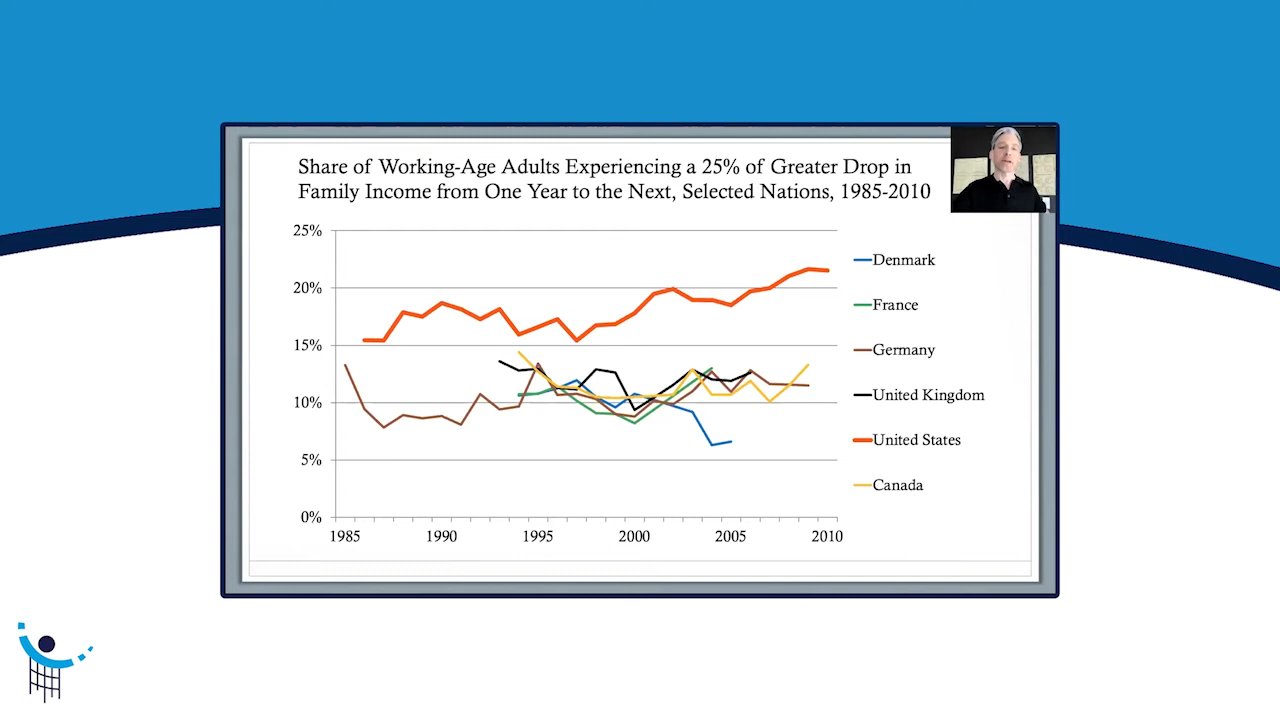 Share of Working-Age Adults Experiencing a 25% of Greater Drop in
Family Income from One Year to the Next, Selected Nations, 1985-2010
25%
20%
15%
10%
5%
0%
1985 1990 1995 2000 2005 2010
Denmark
France
Germany
United Kingdom
United States
Canada